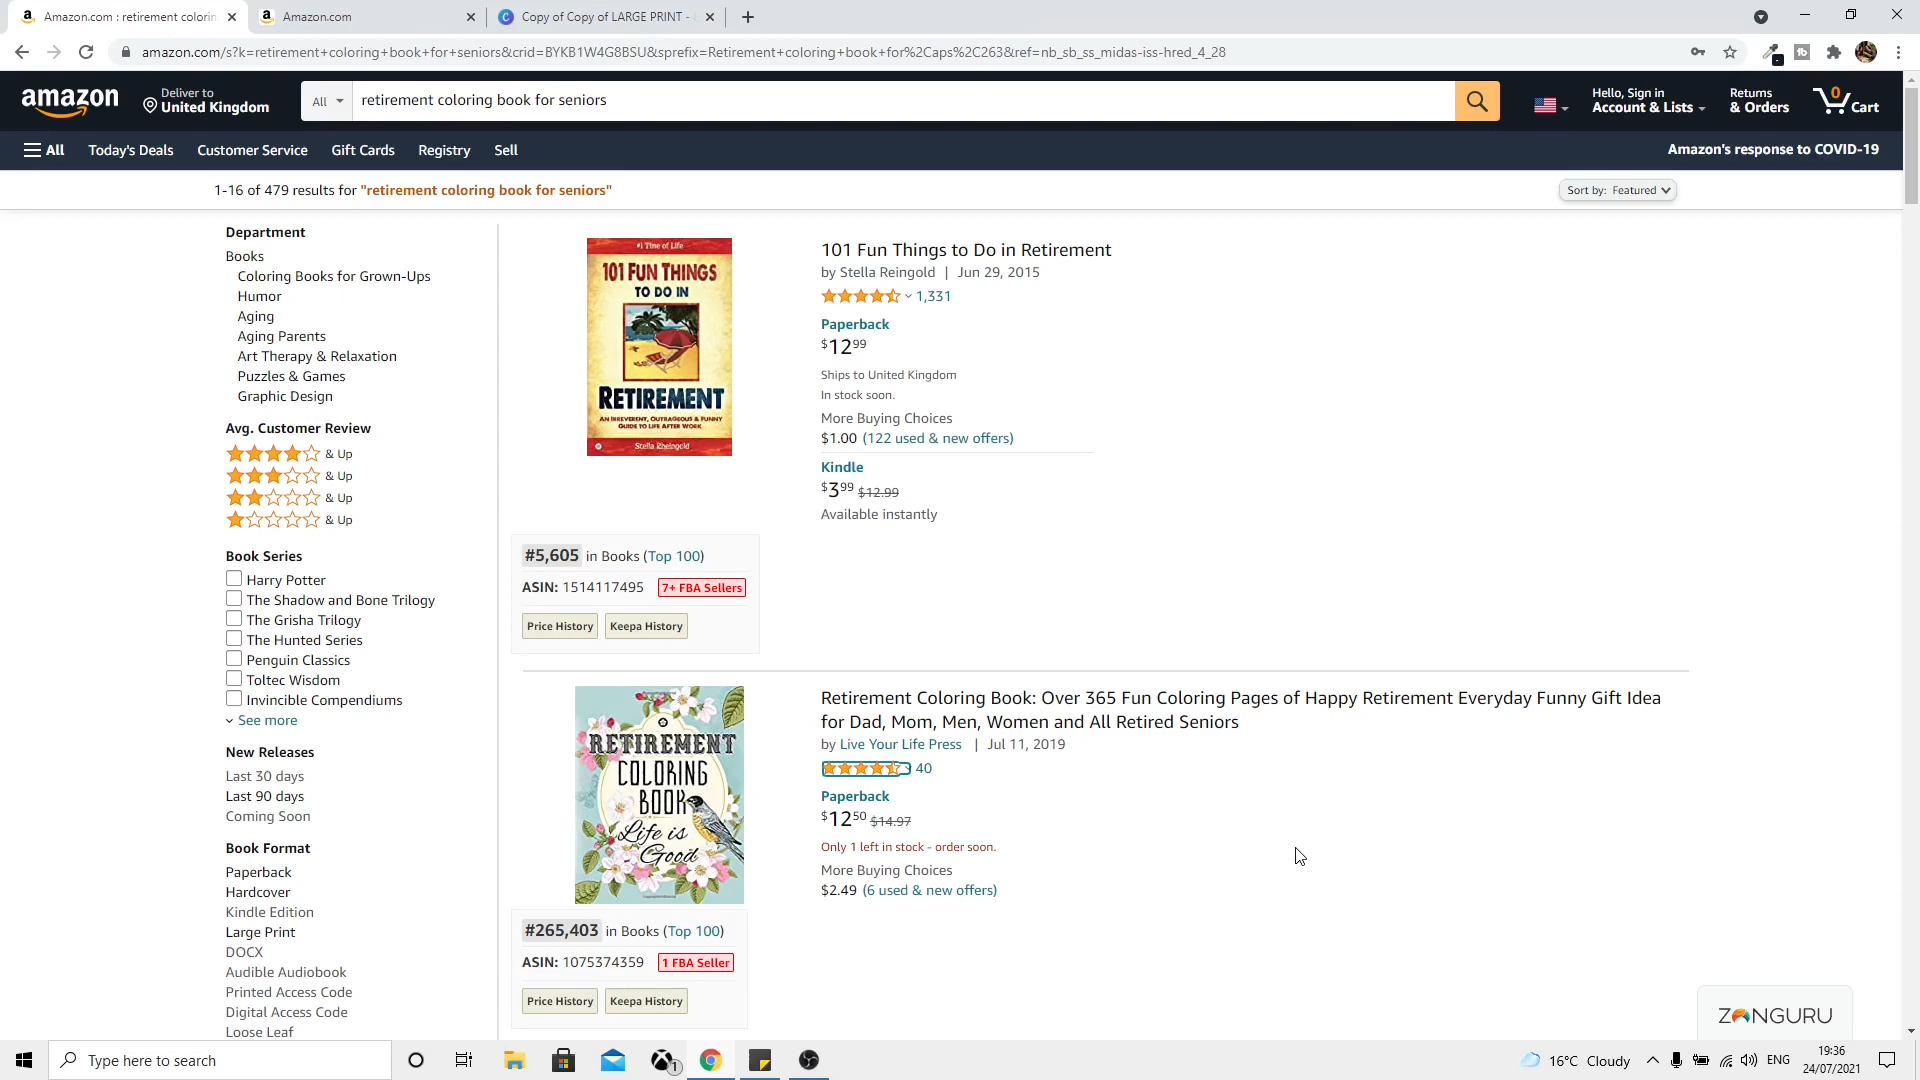 Amazon.com : retirement colorin
Amazon.com
Copy of Copy of LARGE PRINT -
amazon.com/s?k=retirement+coloring+book+for+seniors&crid=BYKB1W4G8BSU&sprefix=Retirement+coloring+book+for%2Caps%2C263&ref=nb_sb_ss_midas-iss-hred_4_28
amazon
Deliver to
United Kingdom
All
retirement coloring book for seniors
Hello, Sign in
Account & Lists
Returns
& Orders
0
Cart
All
Today's Deals
Customer Service
Gift Cards
Registry
Sell
Amazon's response to COVID-19
1-16 of 479 results for "retirement coloring book for seniors"
Sort by: Featured
Department
Books
Coloring Books for Grown-Ups
Humor
Aging
Aging Parents
Art Therapy & Relaxation
Puzzles & Games
Graphic Design
Avg. Customer Review
& Up
& Up
& Up
& Up
Book Series
Harry Potter
The Shadow and Bone Trilogy
The Grisha Trilogy
The Hunted Series
Penguin Classics
Toltec Wisdom
Invincible Compendiums
See more
New Releases
Last 30 days
Last 90 days
Coming Soon
Book Format
Paperback
Hardcover
Kindle Edition
Large Print
DOCX
Audible Audiobook
Printed Access Code
Digital Access Code
Loose Leaf
#1 Time of Life
101 FUN THINGS
TO DO IN
RETIREMENT
AN IRREVERENT, OUTRAGEOUS & FUNNY
GUIDE TO LIFE AFTER WORK
Stella Rheingold
101 Fun Things to Do in Retirement
by Stella Reingold | Jun 29, 2015
1,331
Paperback
$12 99
Ships to United Kingdom
In stock soon.
More Buying Choices
$1.00 (122 used & new offers)
Kindle
$3 99 $12.99
Available instantly
#5,605 in Books (Top 100)
ASIN: 1514117495 7+ FBA Sellers
Price History
Keepa History
RETIREMENT
COLORING
BOOK
Life is
Good
Retirement Coloring Book: Over 365 Fun Coloring Pages of Happy Retirement Everyday Funny Gift Idea
for Dad, Mom, Men, Women and All Retired Seniors
by Live Your Life Press | Jul 11, 2019
40
Paperback
$12 50 $14.97
Only 1 left in stock - order soon.
More Buying Choices
$2.49 (6 used & new offers)
#265,403 in Books (Top 100)
ASIN: 1075374359 1 FBA Seller
Price History
Keepa History
ZONGURU
Type here to search
1
16°C Cloudy
ENG
19:36
24/07/2021